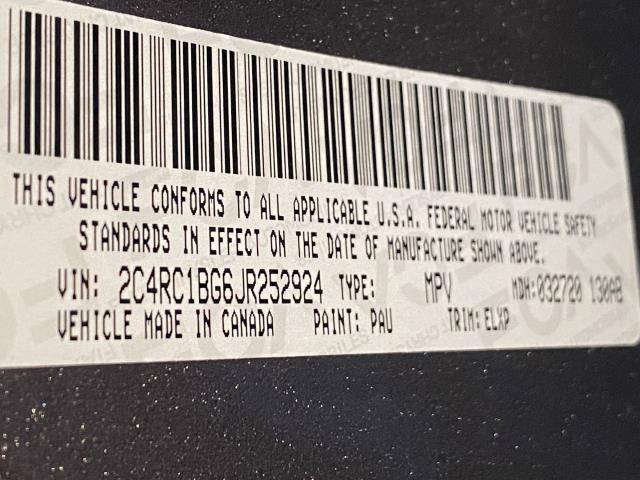 THIS VEHICLE CONFORMS TO ALL APPLICABLE U.S.A. FEDERAL MOTOR VEHICLE SAFETY
STANDARDS IN EFFECT ON THE DATE OF MANUFACTURE SHOWN ABOVE.
VIN: 2C4RC1BG6JR252924 TYPE: MPV MDH: 032720 130AB
VEHICLE MADE IN CANADA PAINT: PAU TRIM: ELXP